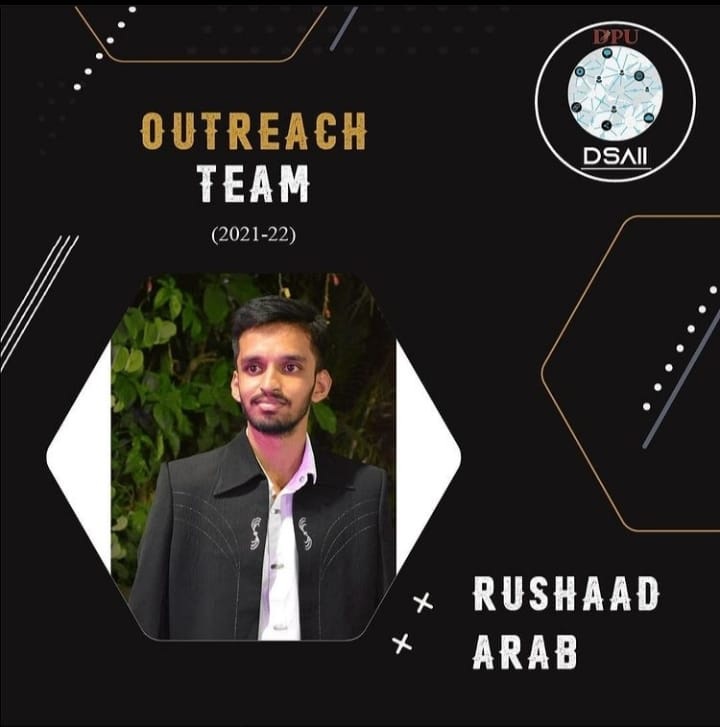 DPU
DSAII
OUTREACH
TEAM
(2021-22)
RUSHAAD
ARAB